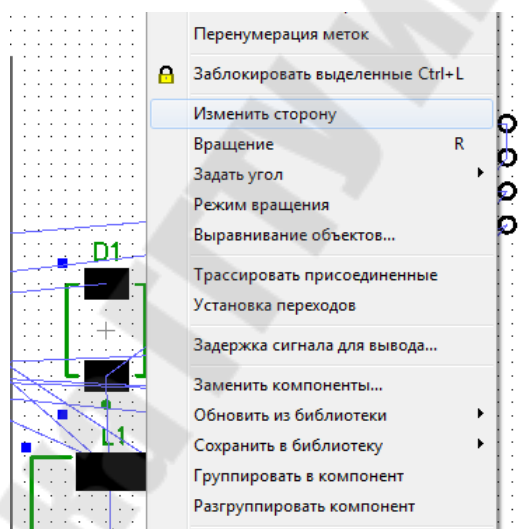 Перенумерация меток
Заблокировать выделенные Ctrl+L
Изменить сторону
Вращение R
Задать угол
Режим вращения
Выравнивание объектов...
Трассировать присоединенные
Установка переходов
Задержка сигнала для вывода...
Заменить компоненты...
Обновить из библиотеки
Сохранить в библиотеку
Группировать в компонент
Разгруппировать компонент
D1
L1